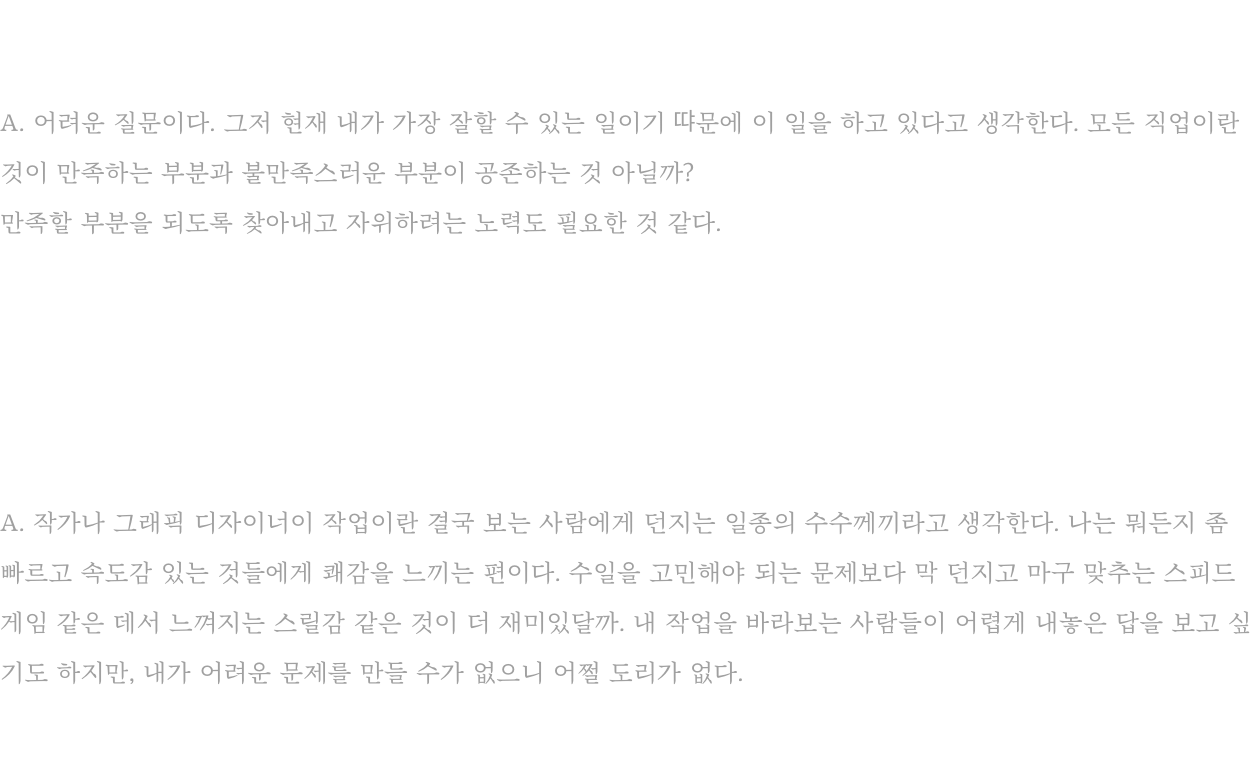 A. 어려운 질문이다. 그저 현재 내가 가장 잘할 수 있는 일이기 떄문에 이 일을 하고 있다고 생각한다. 모든 직업이란
것이 만족하는 부분과 불만족스러운 부분이 공존하는 것 아닐까?
만족할 부분을 되도록 찾아내고 자위하려는 노력도 필요한 것 같다.
A. 작가나 그래픽 디자이너이 작업이란 결국 보는 사람에게 던지는 일종의 수수께끼라고 생각한다. 나는 뭐든지 좀
빠르고 속도감 있는 것들에게 쾌감을 느끼는 편이다. 수일을 고민해야 되는 문제보다 막 던지고 마구 맞추는 스피드
게임 같은 데서 느껴지는 스릴감 같은 것이 더 재미있달까. 내 작업을 바라보는 사람들이 어렵게 내놓은 답을 보고 싶
기도 하지만, 내가 어려운 문제를 만들 수가 없으니 어쩔 도리가 없다.